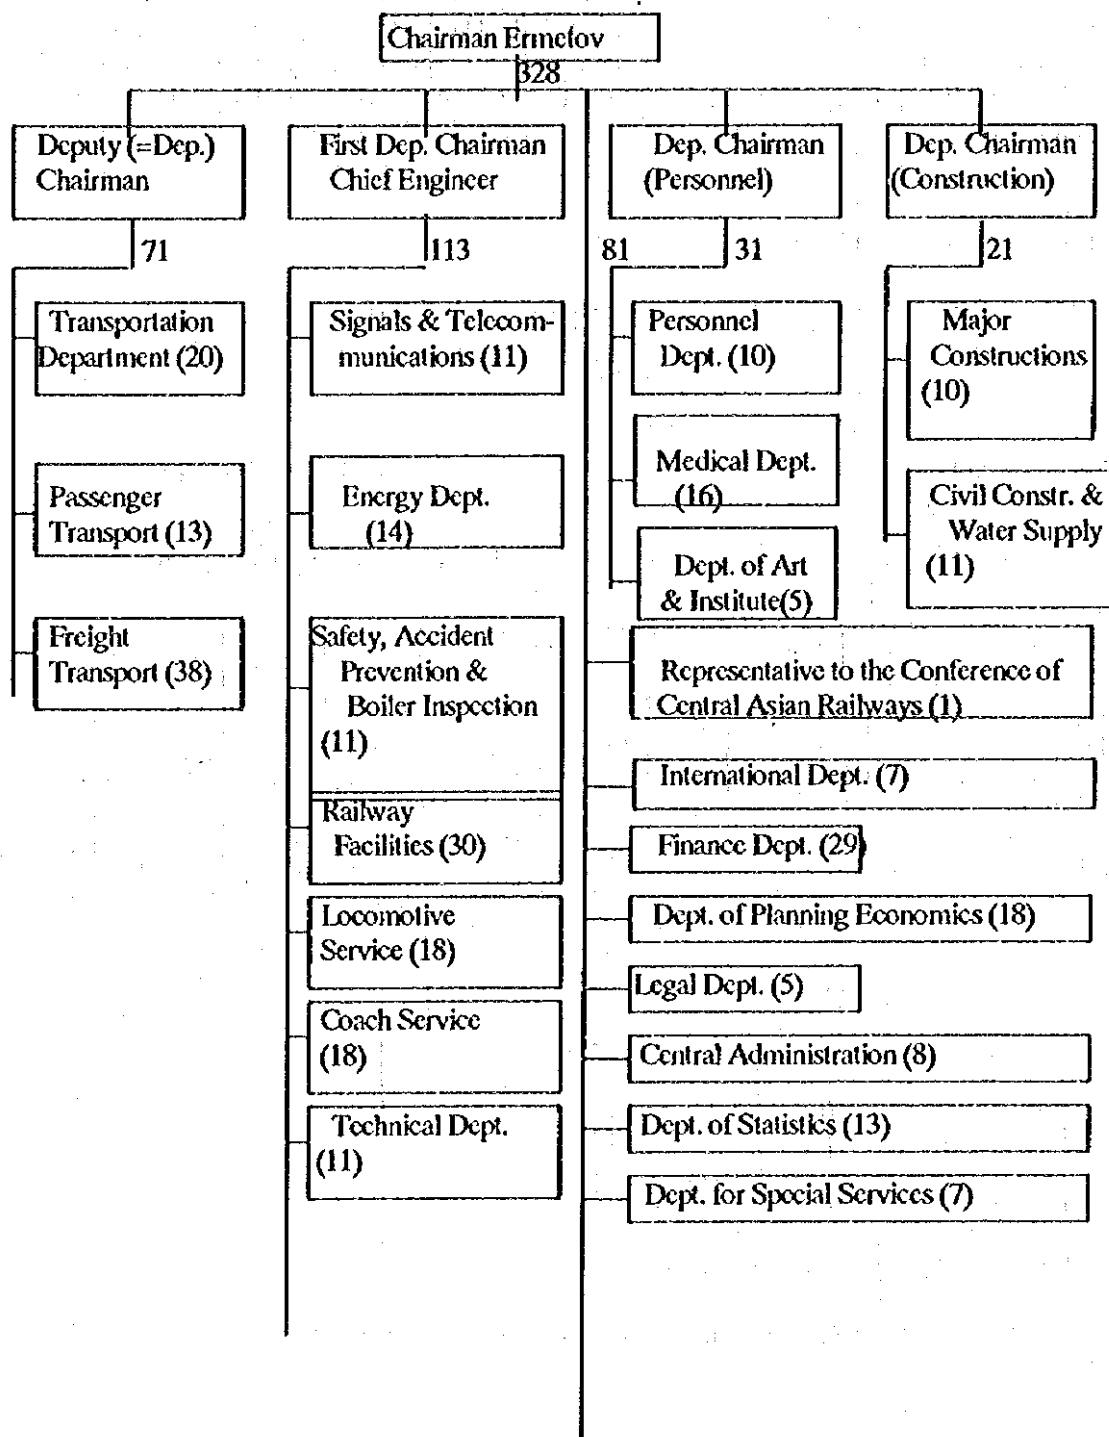 Chairman Ermetov
328
Deputy (=Dep.)
Chairman
First Dep. Chairman
Chief Engineer
Dep. Chairman
(Personnel)
Dep. Chairman
(Construction)
71
113
81
31
21
Transportation
Department (20)
Passenger
Transport (13)
Freight
Transport (38)
Signals & Telecom-
munications (11)
Energy Dept.
(14)
Safety, Accident
Prevention &
Boiler Inspection
(11)
Railway
Facilities (30)
Locomotive
Service (18)
Coach Service
(18)
Technical Dept.
(11)
Personnel
Dept. (10)
Medical Dept.
(16)
Dept. of Art
& Institute(5)
Major
Constructions
(10)
Civil Constr. &
Water Supply
(11)
Representative to the Conference of
Central Asian Railways (1)
International Dept. (7)
Finance Dept. (29)
Dept. of Planning Economics (18)
Legal Dept. (5)
Central Administration (8)
Dept. of Statistics (13)
Dept. for Special Services (7)